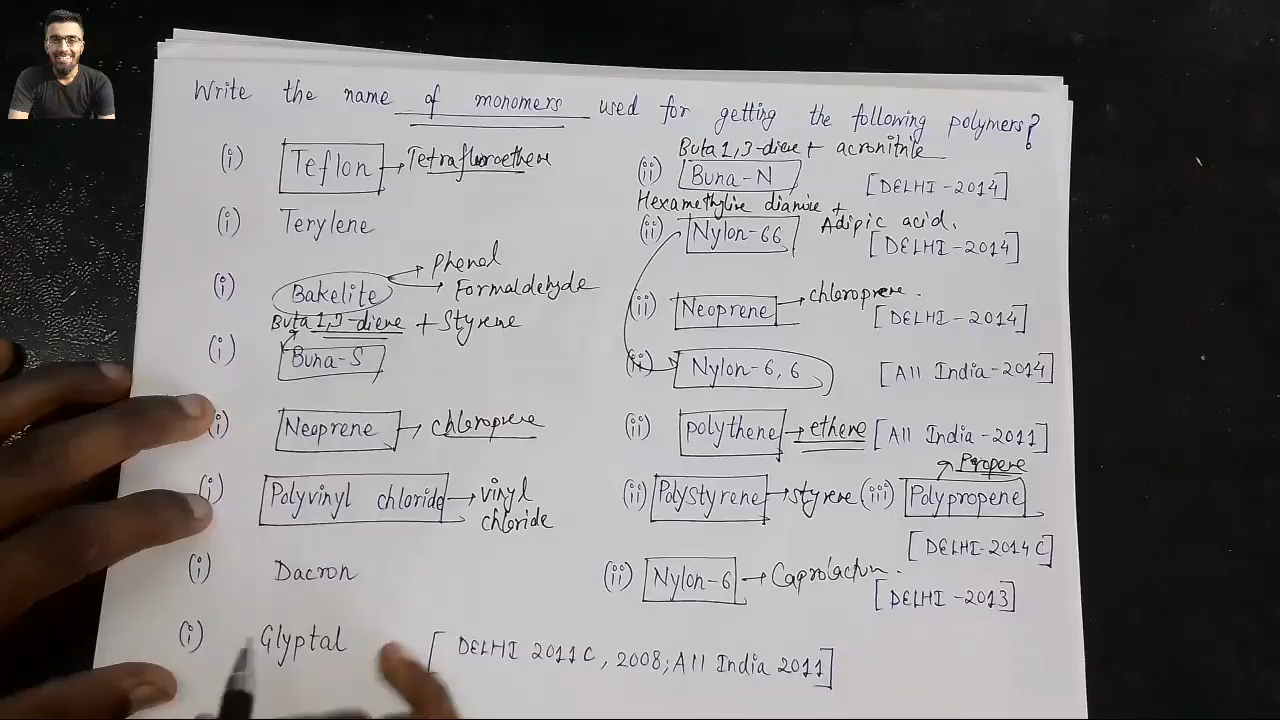 Write the name of monomers used for getting the following polymers?
(i) Teflon → Tetrafluoroethene
Buta 1,3-diene + acronitrile
(ii) Buna-N [DELHI-2014]
(i) Terylene
Hexamethyline diamine +
Adipic acid.
(ii) Nylon-66 [DELHI-2014]
(i) Bakelite → Phenol
→ Formaldehyde
(ii) Neoprene → chloroprene. [DELHI-2014]
Buta 1,3-diene + Styrene
(i) Buna-S
(ii) Nylon-6,6 [All India-2014]
(i) Neoprene → chloroprene
(ii) polythene → ethene [All India-2011]
(i) Polyvinyl chloride → vinyl
chloride
(ii) Polystyrene → styrene
Propene
(iii) Polypropene
[DELHI-2014C]
(i) Dacron
(ii) Nylon-6 → Caprolactum.
[DELHI-2013]
(i) Glyptal [DELHI 2011C, 2008; All India 2011]